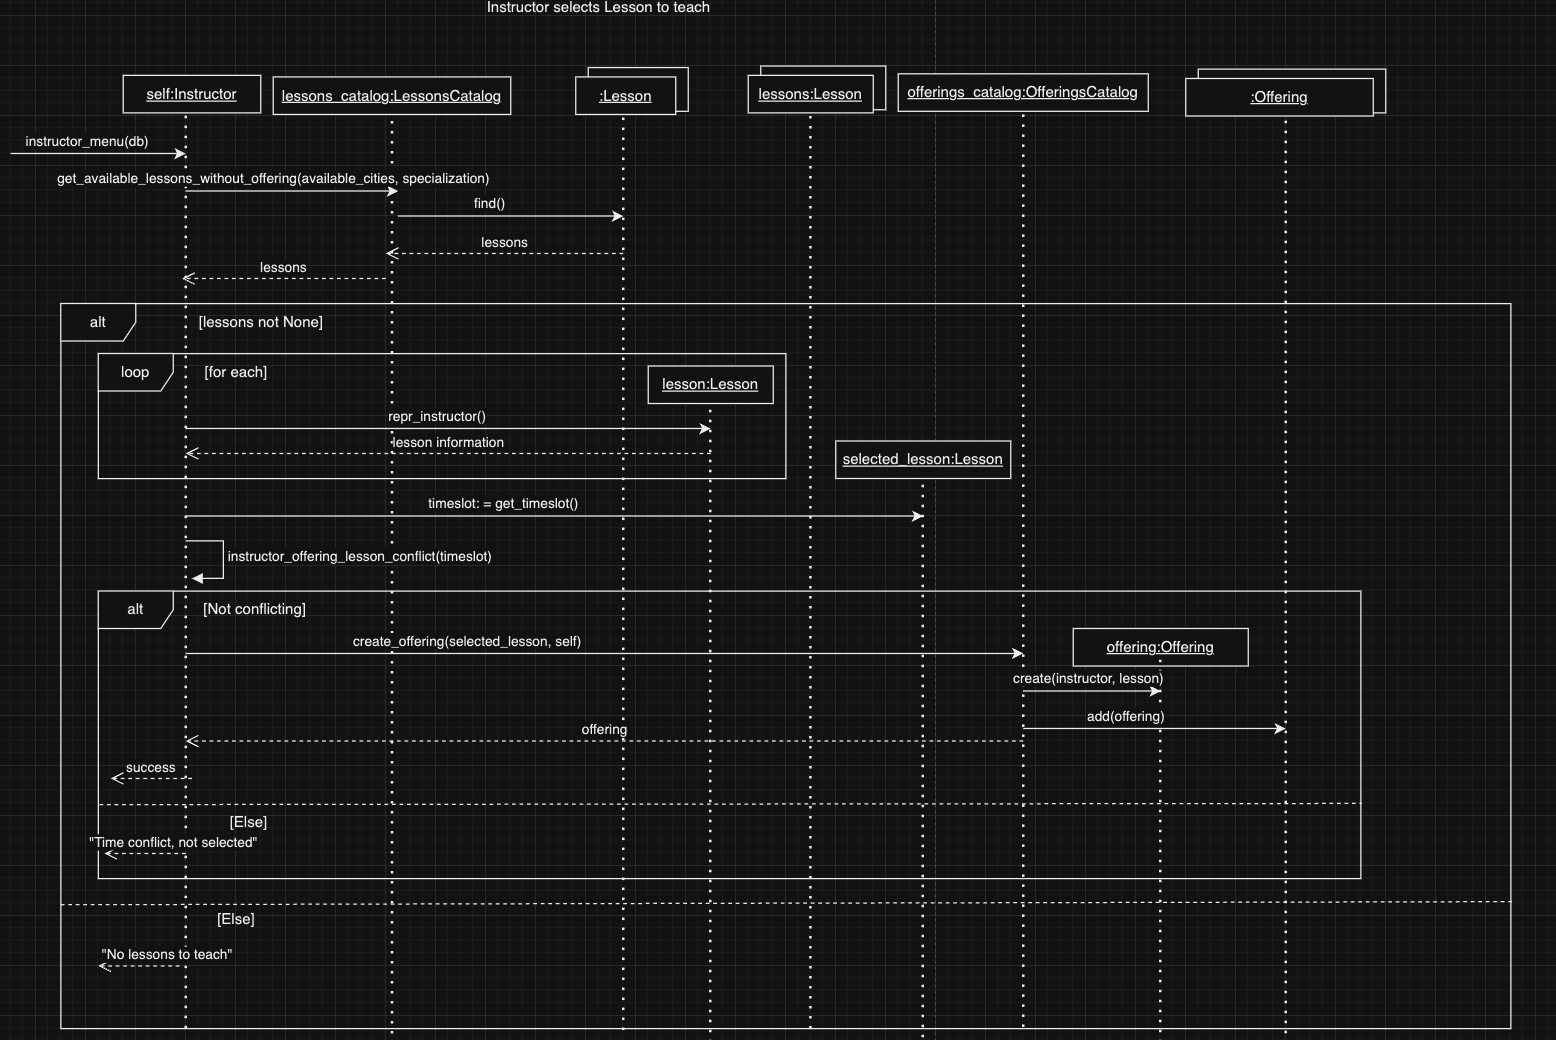 Instructor selects Lesson to teach
self:Instructor
lessons_catalog:LessonsCatalog
:Lesson
lessons:Lesson
offerings_catalog:OfferingsCatalog
:Offering
instructor_menu(db)
get_available_lessons_without_offering(available_cities, specialization)
find()
lessons
lessons
alt
[lessons not None]
loop
[for each]
lesson:Lesson
repr_instructor()
lesson information
selected_lesson:Lesson
timeslot: = get_timeslot()
instructor_offering_lesson_conflict(timeslot)
alt
[Not conflicting]
create_offering(selected_lesson, self)
offering:Offering
create(instructor, lesson)
add(offering)
offering
success
[Else]
"Time conflict, not selected"
[Else]
"No lessons to teach"